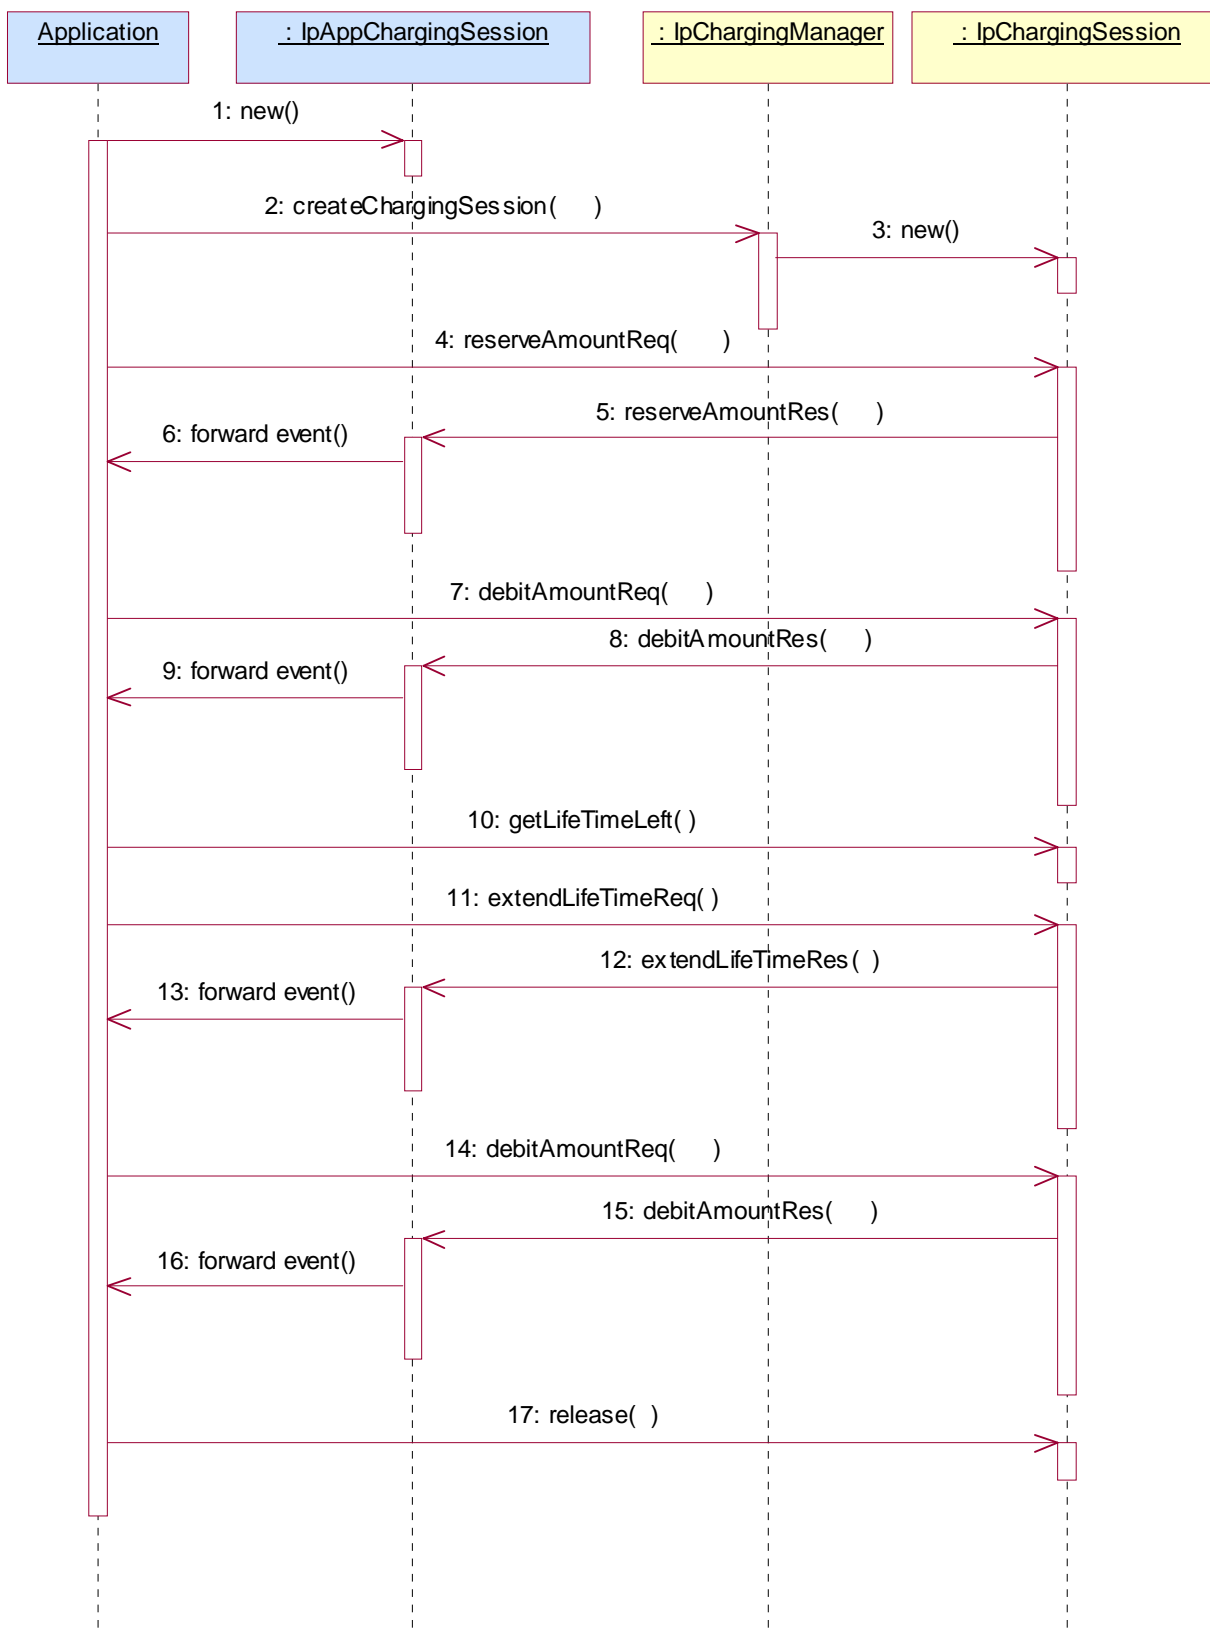 Application
: IpAppChargingSession
: IpChargingManager
: IpChargingSession
1: new()
2: createChargingSession( )
3: new()
4: reserveAmountReq( )
5: reserveAmountRes( )
6: forward event()
7: debitAmountReq( )
8: debitAmountRes( )
9: forward event()
10: getLifeTimeLeft( )
11: extendLifeTimeReq( )
12: extendLifeTimeRes( )
13: forward event()
14: debitAmountReq( )
15: debitAmountRes( )
16: forward event()
17: release( )